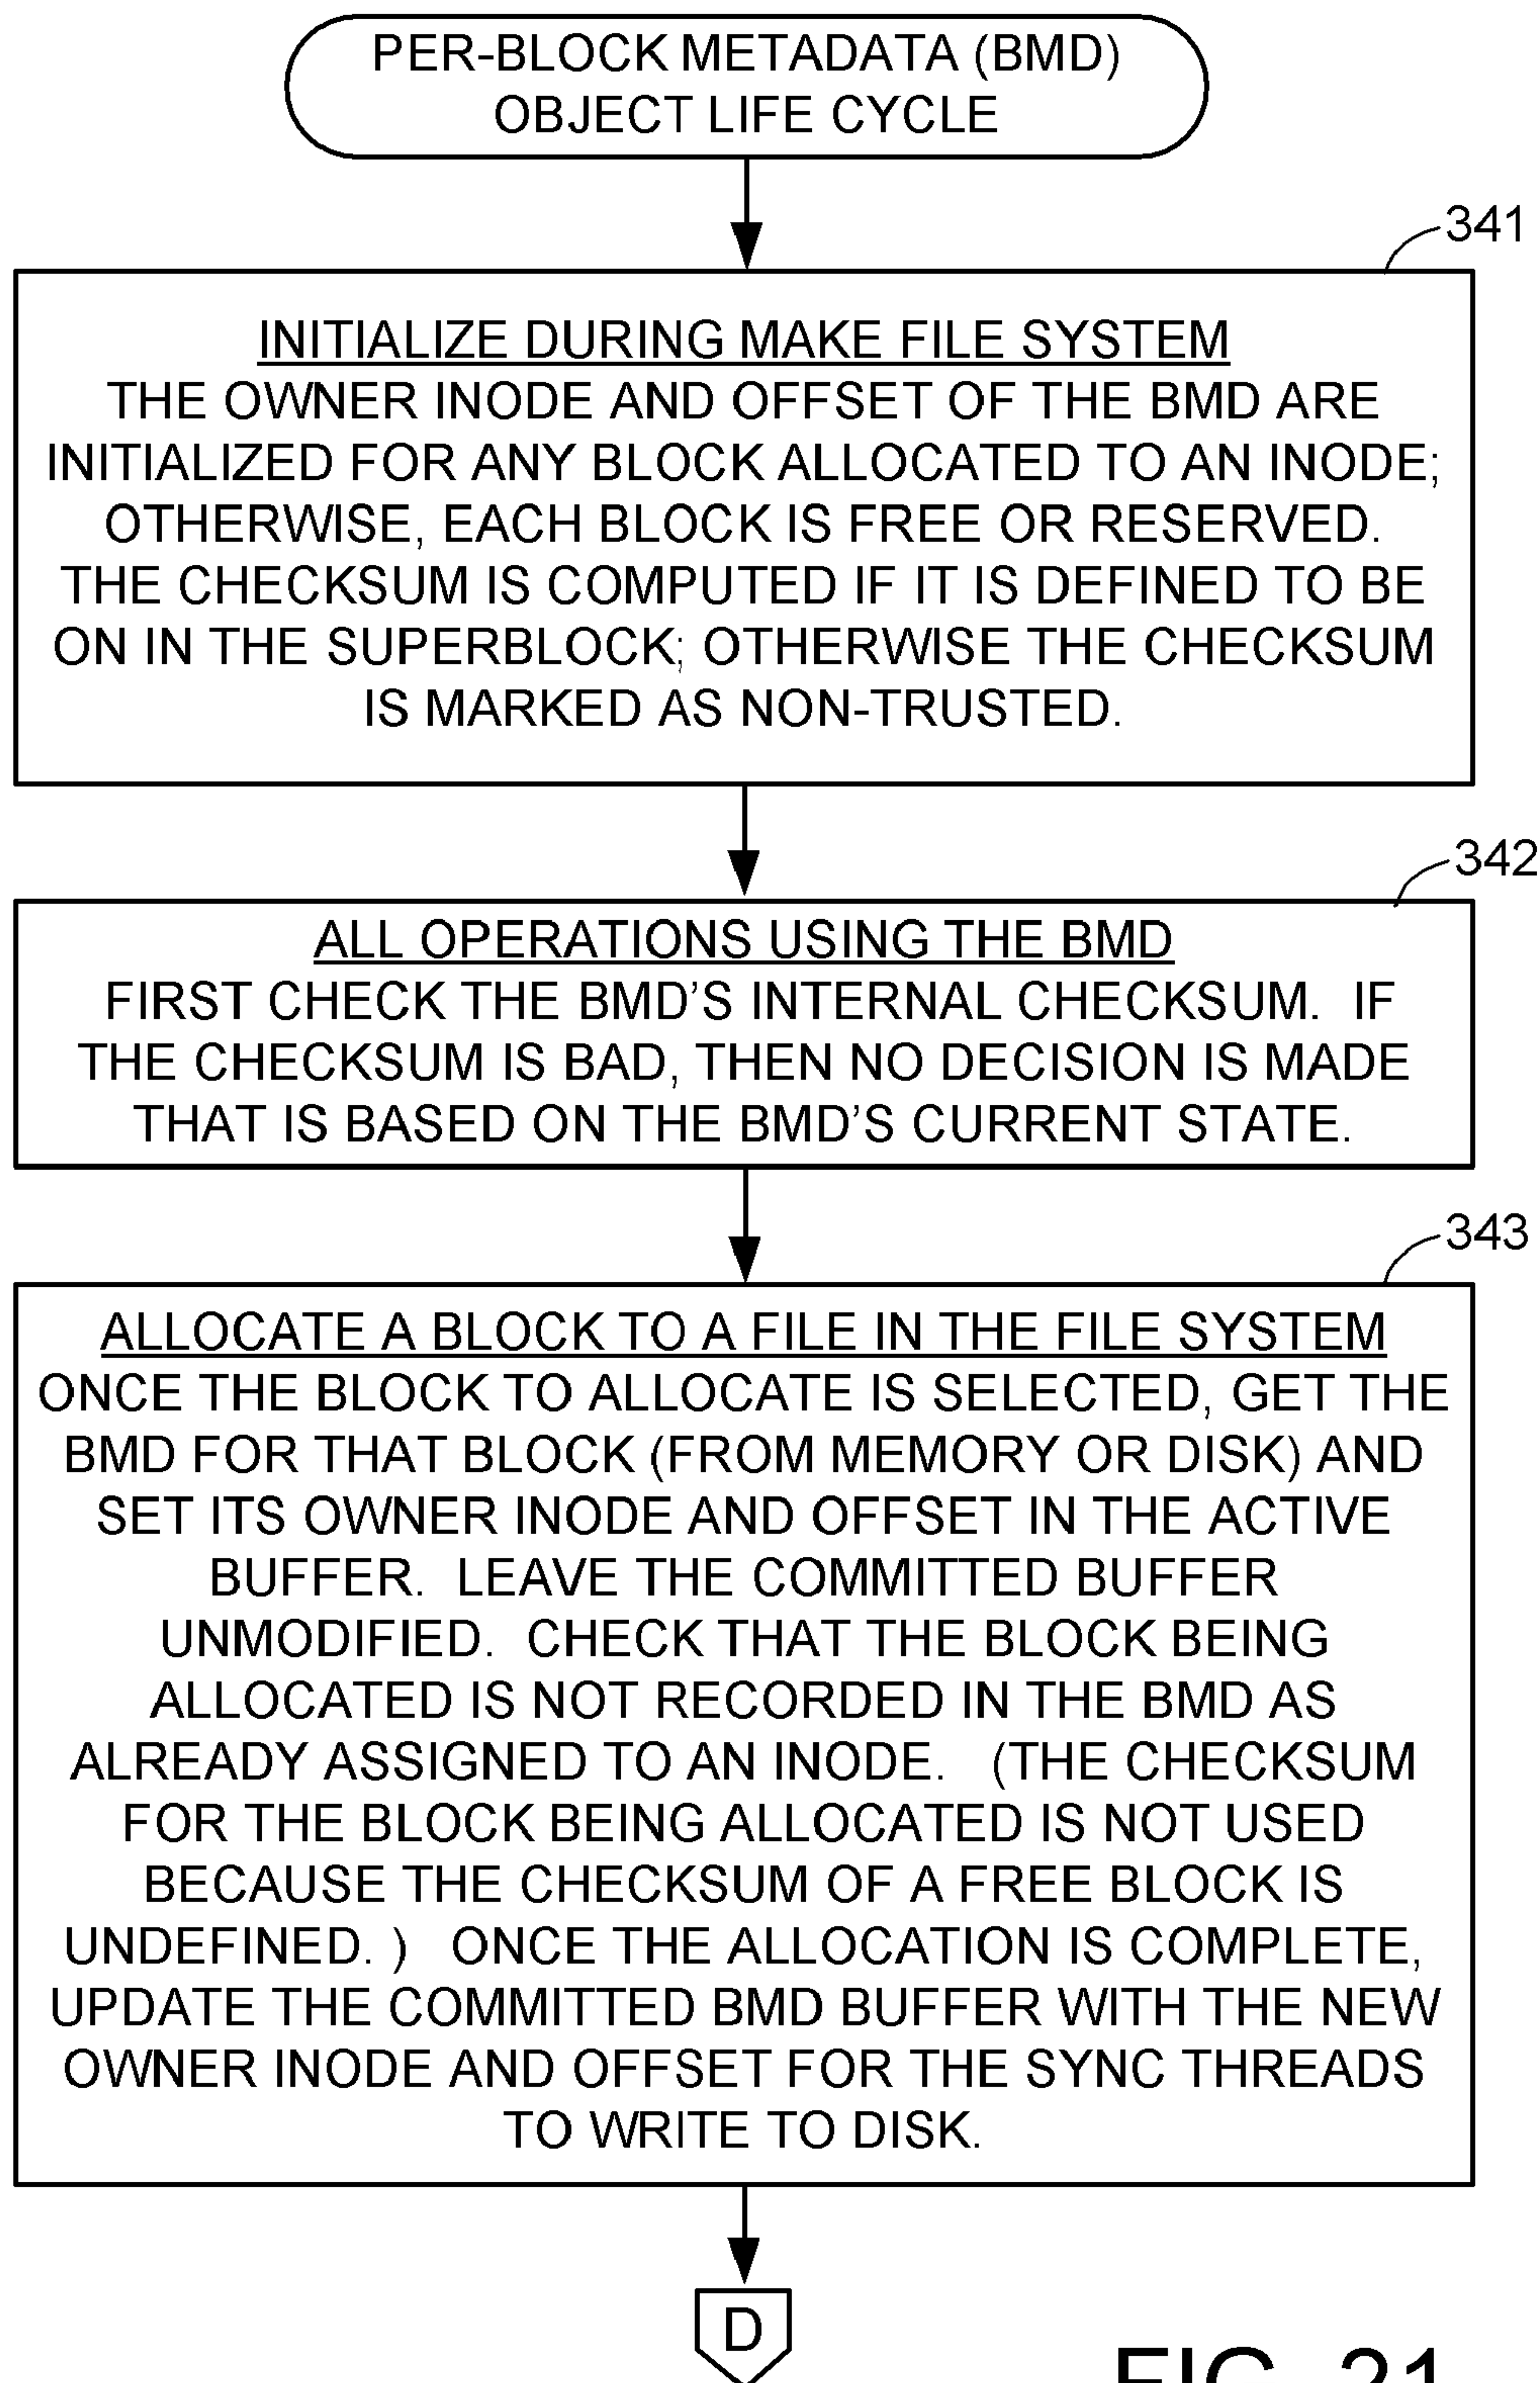 PER-BLOCK METADATA (BMD)
OBJECT LIFE CYCLE
341
INITIALIZE DURING MAKE FILE SYSTEM
THE OWNER INODE AND OFFSET OF THE BMD ARE
INITIALIZED FOR ANY BLOCK ALLOCATED TO AN INODE;
OTHERWISE, EACH BLOCK IS FREE OR RESERVED.
THE CHECKSUM IS COMPUTED IF IT IS DEFINED TO BE
ON IN THE SUPERBLOCK; OTHERWISE THE CHECKSUM
IS MARKED AS NON-TRUSTED.
342
ALL OPERATIONS USING THE BMD
FIRST CHECK THE BMD'S INTERNAL CHECKSUM. IF
THE CHECKSUM IS BAD, THEN NO DECISION IS MADE
THAT IS BASED ON THE BMD'S CURRENT STATE.
343
ALLOCATE A BLOCK TO A FILE IN THE FILE SYSTEM
ONCE THE BLOCK TO ALLOCATE IS SELECTED, GET THE
BMD FOR THAT BLOCK (FROM MEMORY OR DISK) AND
SET ITS OWNER INODE AND OFFSET IN THE ACTIVE
BUFFER. LEAVE THE COMMITTED BUFFER
UNMODIFIED. CHECK THAT THE BLOCK BEING
ALLOCATED IS NOT RECORDED IN THE BMD AS
ALREADY ASSIGNED TO AN INODE. (THE CHECKSUM
FOR THE BLOCK BEING ALLOCATED IS NOT USED
BECAUSE THE CHECKSUM OF A FREE BLOCK IS
UNDEFINED. ) ONCE THE ALLOCATION IS COMPLETE,
UPDATE THE COMMITTED BMD BUFFER WITH THE NEW
OWNER INODE AND OFFSET FOR THE SYNC THREADS
TO WRITE TO DISK.
D
FIG. 21